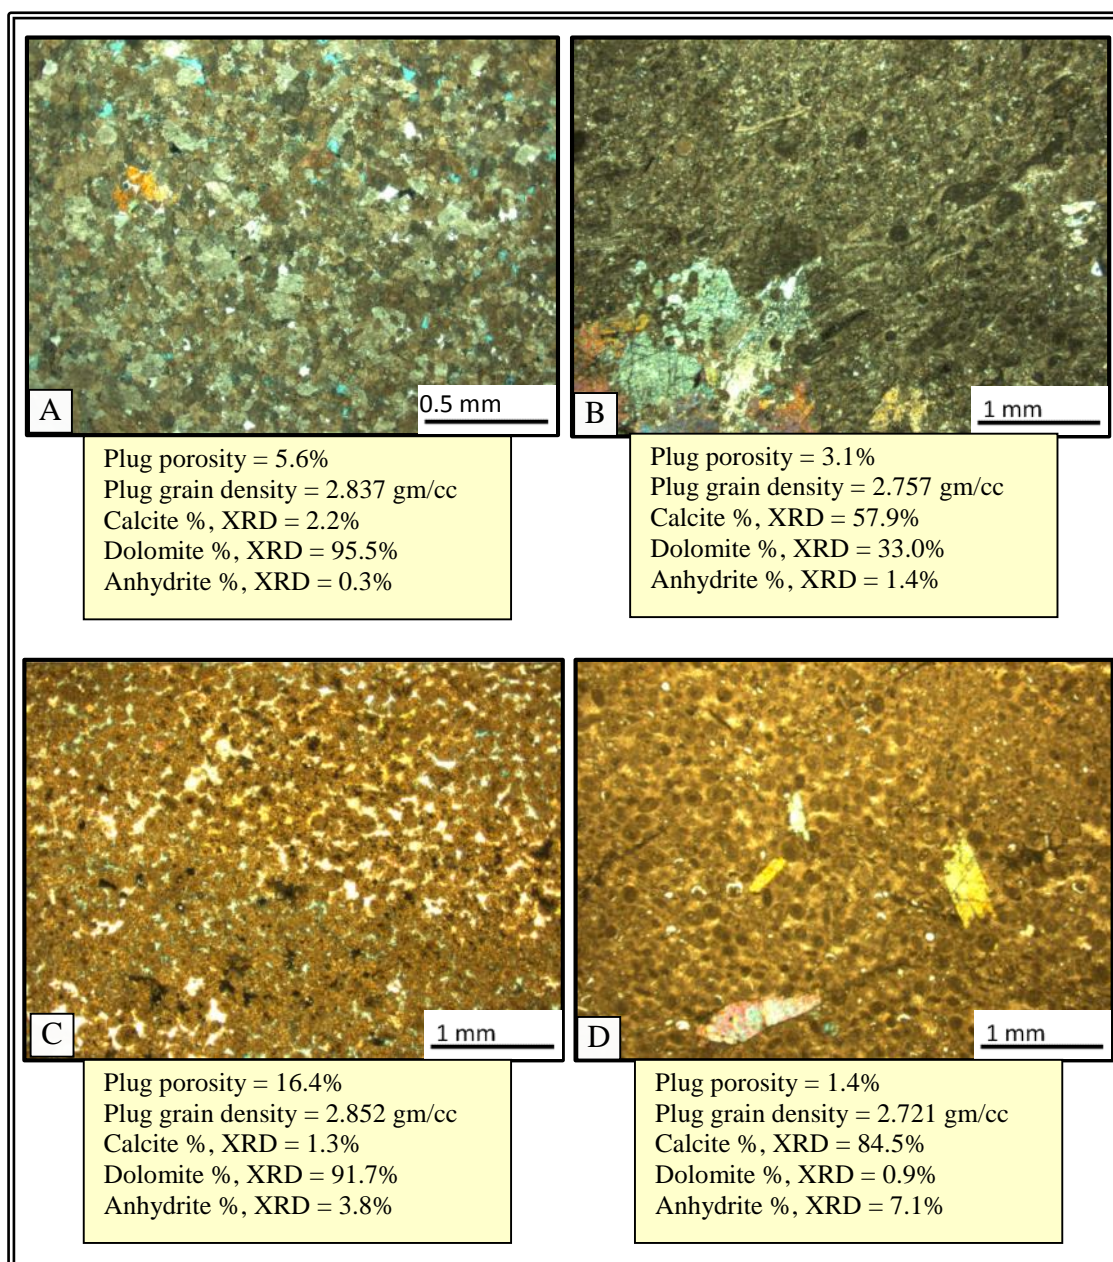 0.5 mm
A
1 mm
B
Plug porosity = 5.6%
Plug grain density = 2.837 gm/cc
Calcite %, XRD = 2.2%
Dolomite %, XRD = 95.5%
Anhydrite %, XRD = 0.3%
Plug porosity = 3.1%
Plug grain density = 2.757 gm/cc
Calcite %, XRD = 57.9%
Dolomite %, XRD = 33.0%
Anhydrite %, XRD = 1.4%
1 mm
C
1 mm
D
Plug porosity = 16.4%
Plug grain density = 2.852 gm/cc
Calcite %, XRD = 1.3%
Dolomite %, XRD = 91.7%
Anhydrite %, XRD = 3.8%
Plug porosity = 1.4%
Plug grain density = 2.721 gm/cc
Calcite %, XRD = 84.5%
Dolomite %, XRD = 0.9%
Anhydrite %, XRD = 7.1%